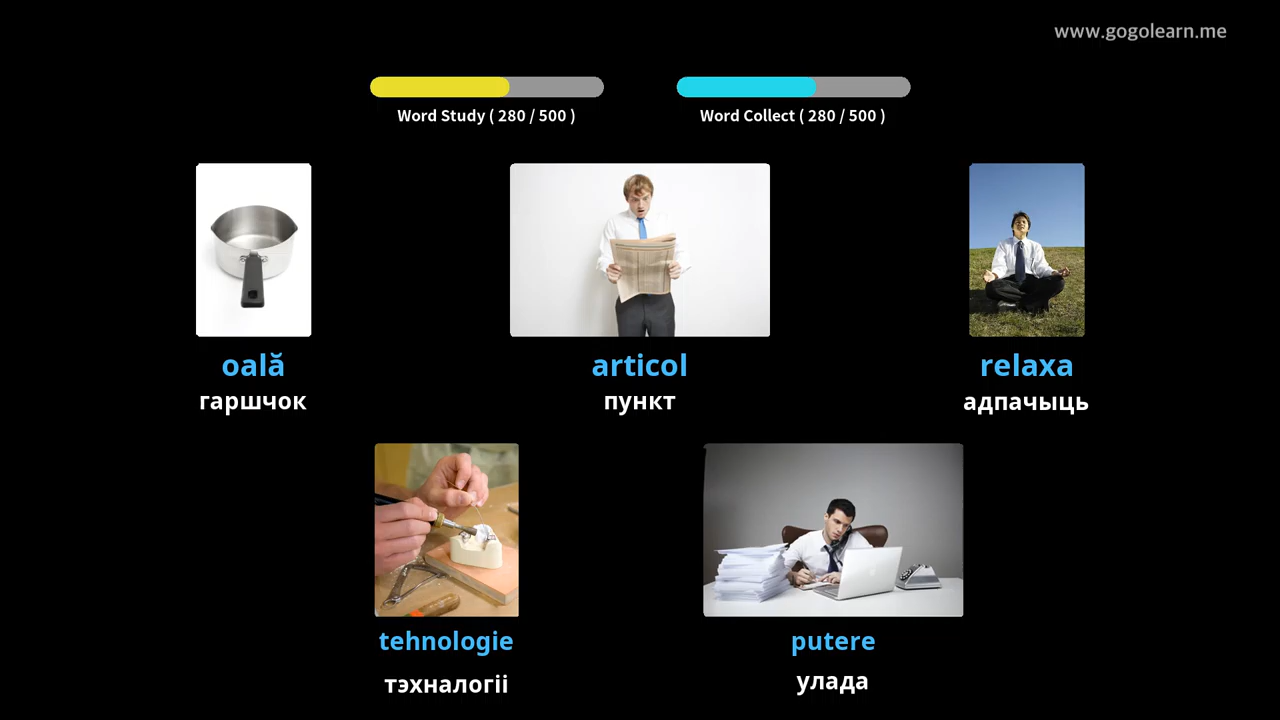 www.gogolearn.me
Word Study ( 280 / 500 )
Word Collect ( 280 / 500 )
oală
articol
relaxa
гаршчок
пункт
адпачыць
tehnologie
putere
тэхналогіі
улада